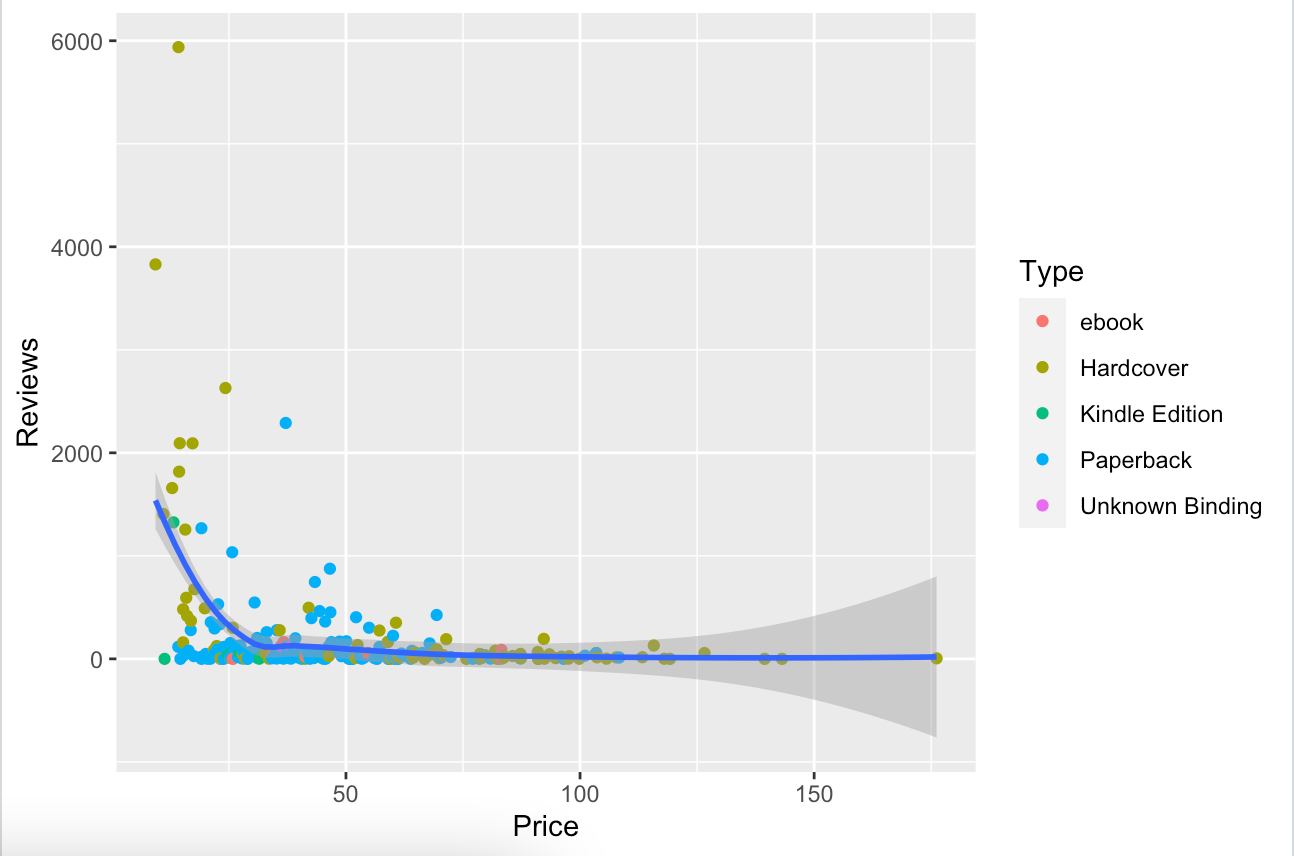 6000
4000
2000
0
Reviews
50
100
150
Price
Type
ebook
Hardcover
Kindle Edition
Paperback
Unknown Binding